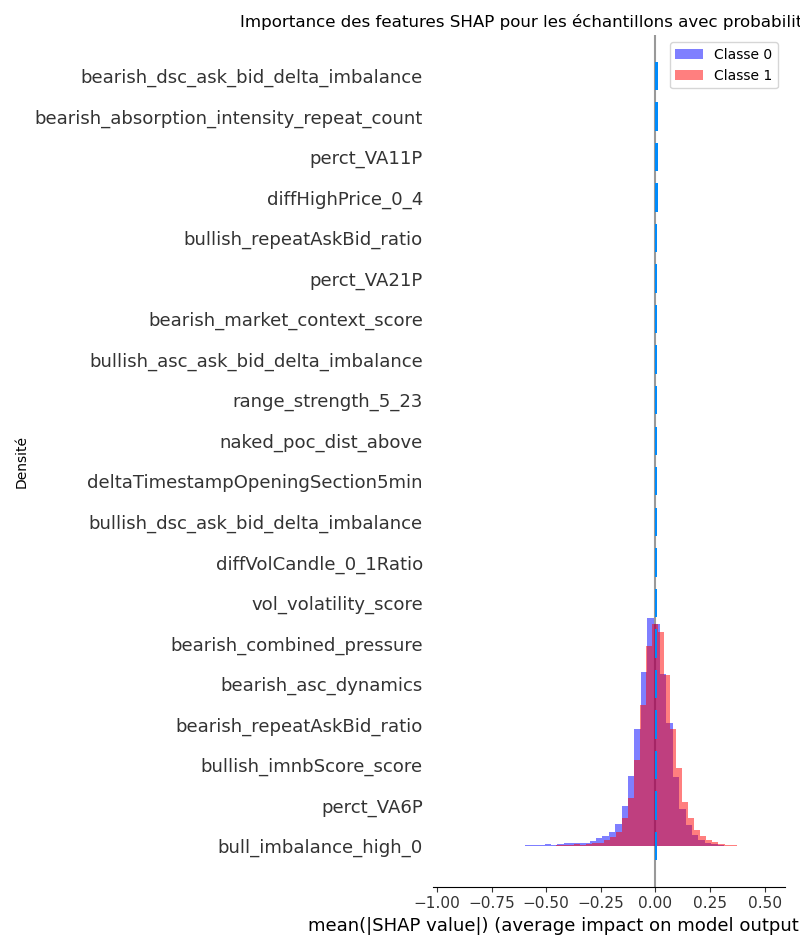 Importance des features SHAP pour les échantillons avec probabilit
Classe 0
Classe 1
bearish_dsc_ask_bid_delta_imbalance
bearish_absorption_intensity_repeat_count
perct_VA11P
diffHighPrice_0_4
bullish_repeatAskBid_ratio
perct_VA21P
bearish_market_context_score
bullish_asc_ask_bid_delta_imbalance
range_strength_5_23
naked_poc_dist_above
Densité
deltaTimestampOpeningSection5min
bullish_dsc_ask_bid_delta_imbalance
diffVolCandle_0_1Ratio
vol_volatility_score
bearish_combined_pressure
bearish_asc_dynamics
bearish_repeatAskBid_ratio
bullish_imnbScore_score
perct_VA6P
bull_imbalance_high_0
−1.00 −0.75 −0.50 −0.25 0.00 0.25 0.50
mean(|SHAP value|) (average impact on model output